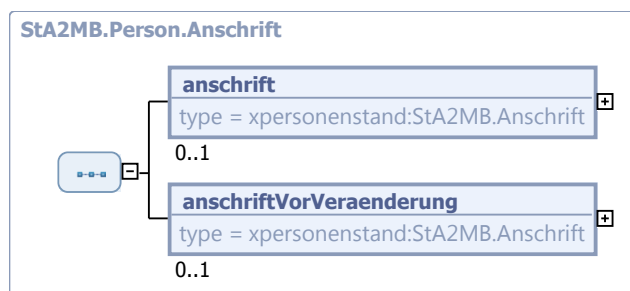 StA2MB.Person.Anschrift
anschrift
type = xpersonenstand:StA2MB.Anschrift
0..1
anschriftVorVeraenderung
type = xpersonenstand:StA2MB.Anschrift
0..1